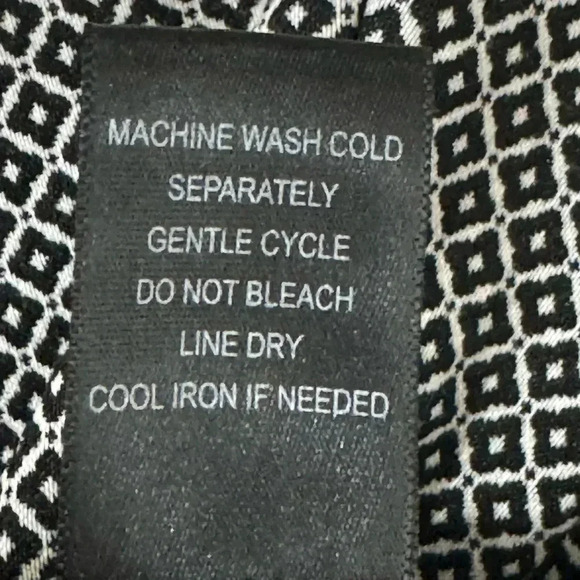 MACHINE WASH COLD
SEPARATELY
GENTLE CYCLE
DO NOT BLEACH
LINE DRY
COOL IRON IF NEEDED